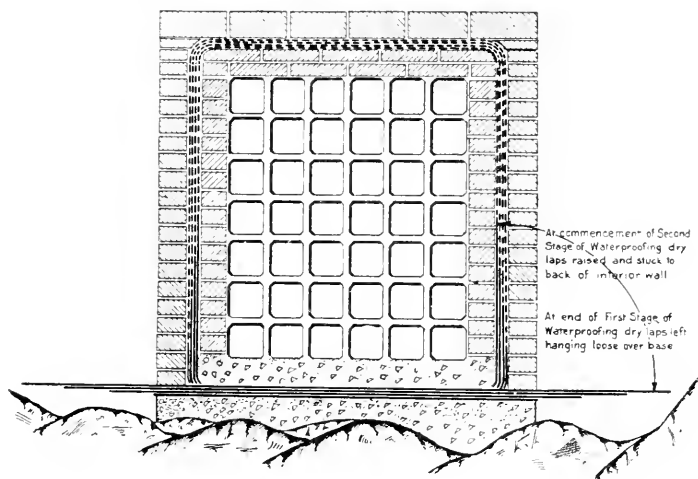 At commencement of Second
Stage of Waterproofing dry
laps raised and stuck to
back of interior wall
At end of First Stage of
Waterproofing dry laps left
hanging loose over base